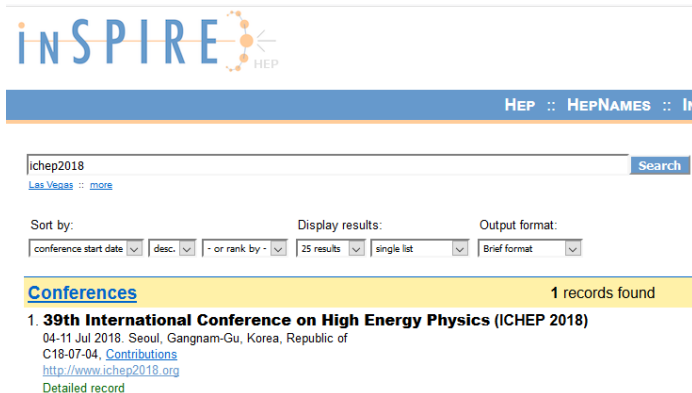 inSPIRE
HEP
HEP :: HEPNAMES ::
ichep2018 Search
Las Vegas :: more
Sort by: Display results: Output format:
conference start date desc. - or rank by - 25 results single list Brief format
Conferences 1 records found
1. 39th International Conference on High Energy Physics (ICHEP 2018)
04-11 Jul 2018. Seoul, Gangnam-Gu, Korea, Republic of
C18-07-04, Contributions
http://www.ichep2018.org
Detailed record